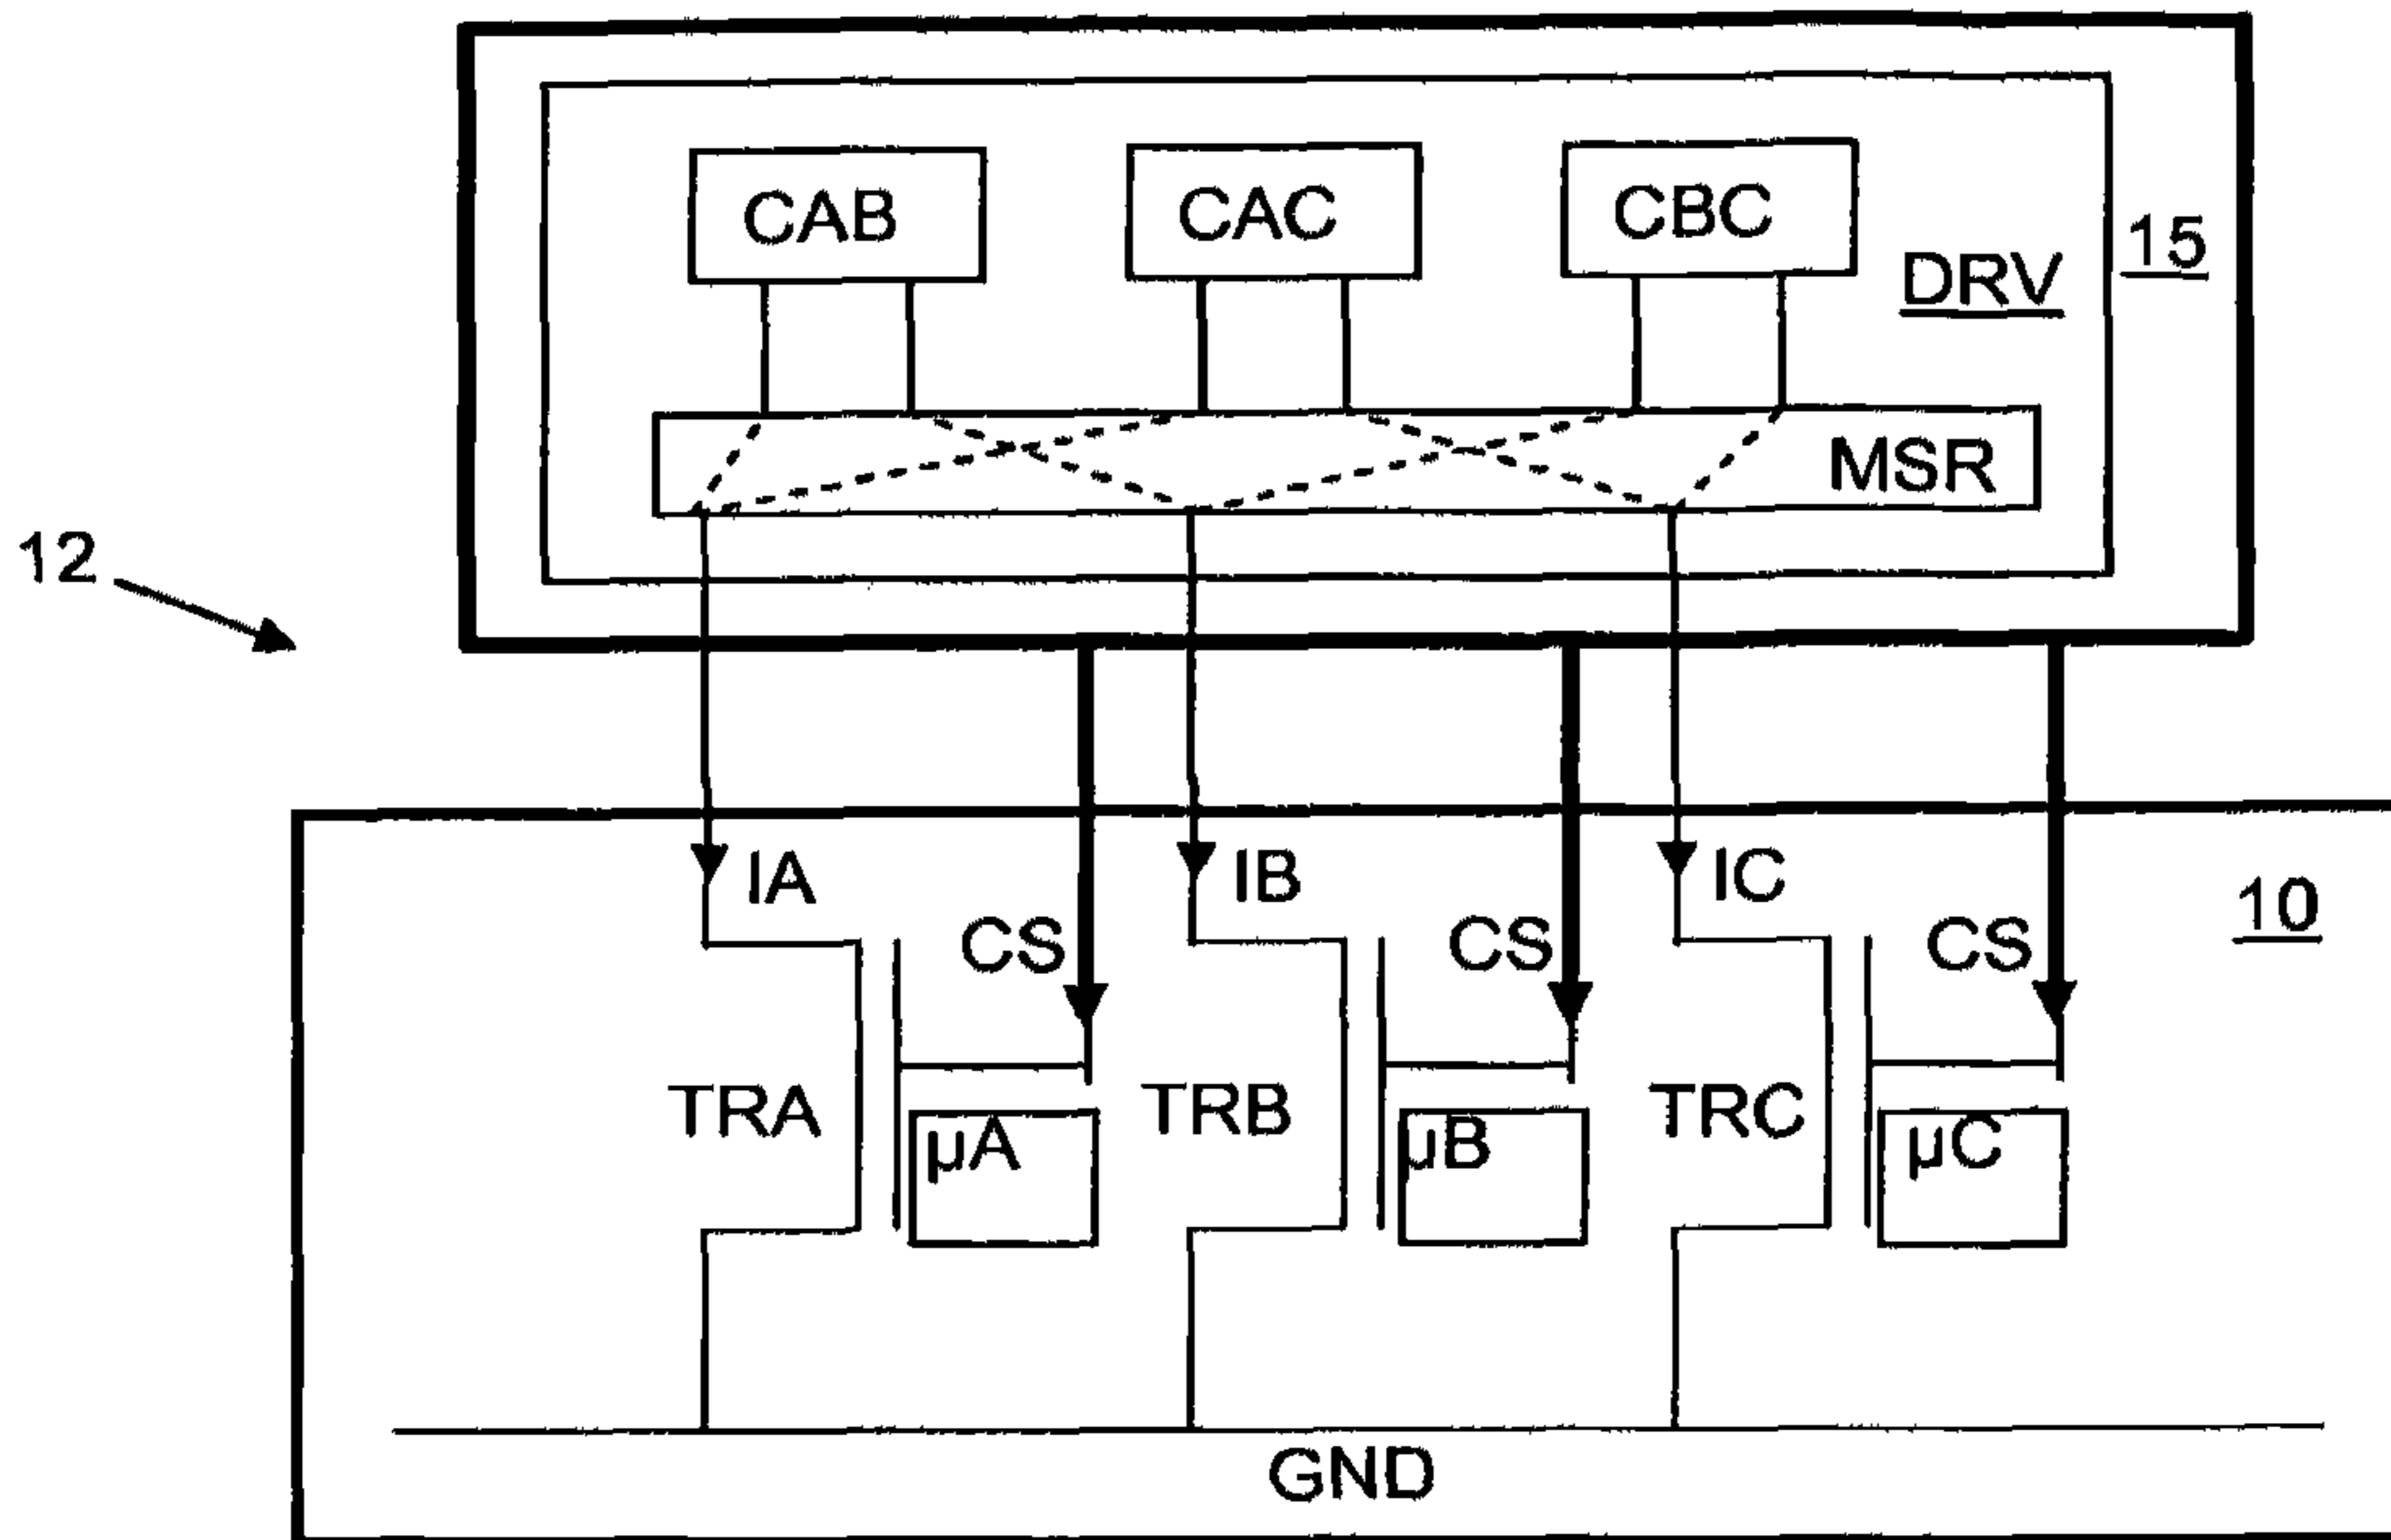 CAB CAC CBC
15
DRV
MSR
12
IA IB IC
10
CS CS CS
TRA TRB TRC
µA µB µC
GND